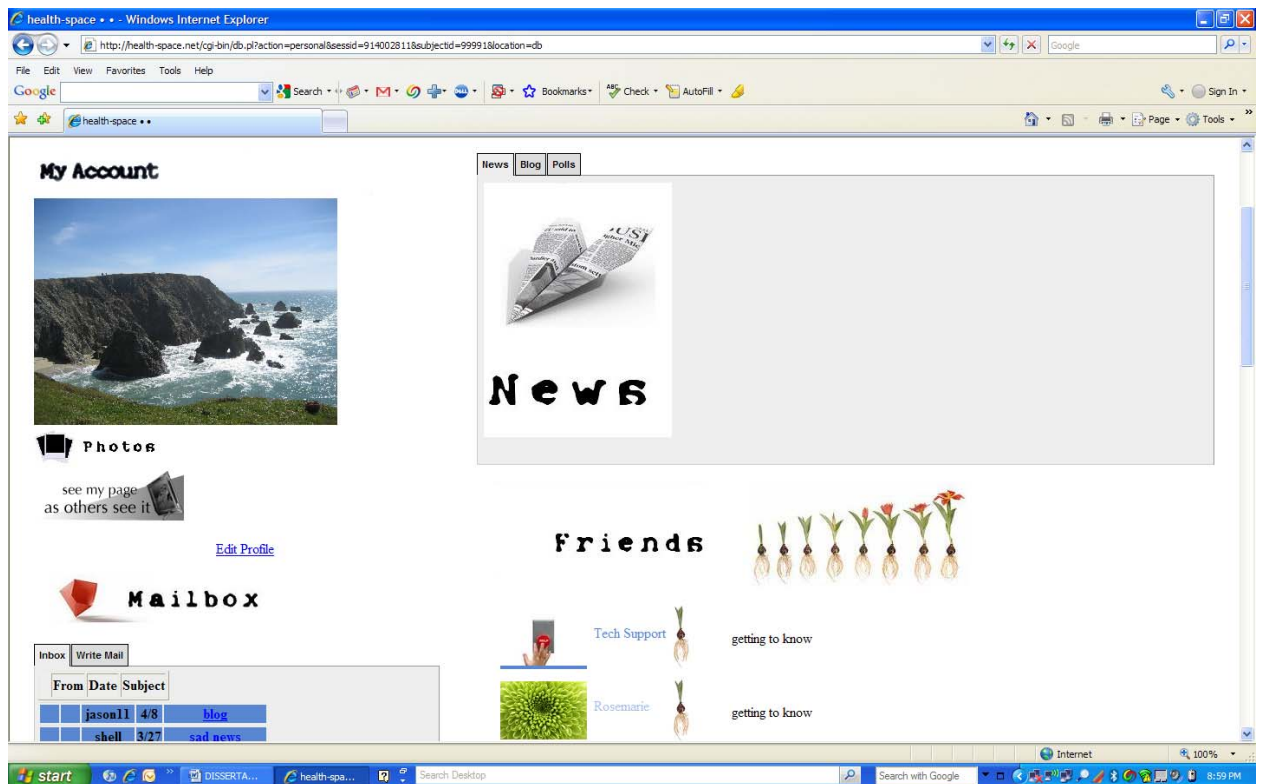 health-space • • - Windows Internet Explorer
http://health-space.net/cgi-bin/db.pl?action=personal&sessid=914002811&subjectid=99991&location=db
Google
File Edit View Favorites Tools Help
Google Search Bookmarks Check AutoFill Sign In
health-space • • Page Tools
My Account
News Blog Polls
News
Photos
see my page
as others see it
Edit Profile
Friends
Mailbox
Tech Support getting to know
Inbox Write Mail
From Date Subject
Rosemarie getting to know
jason11 4/8 blog
shell 3/27 sad news
Internet 100%
start DISSERTA... health-spa... Search Desktop Search with Google 8:59 PM